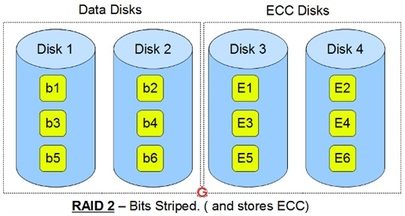 Data Disks ECC Disks
Disk 1 Disk 2 Disk 3 Disk 4
b1 b2 E1 E2
b3 b4 E3 E4
b5 b6 E5 E6
G
RAID 2 – Bits Striped. ( and stores ECC)